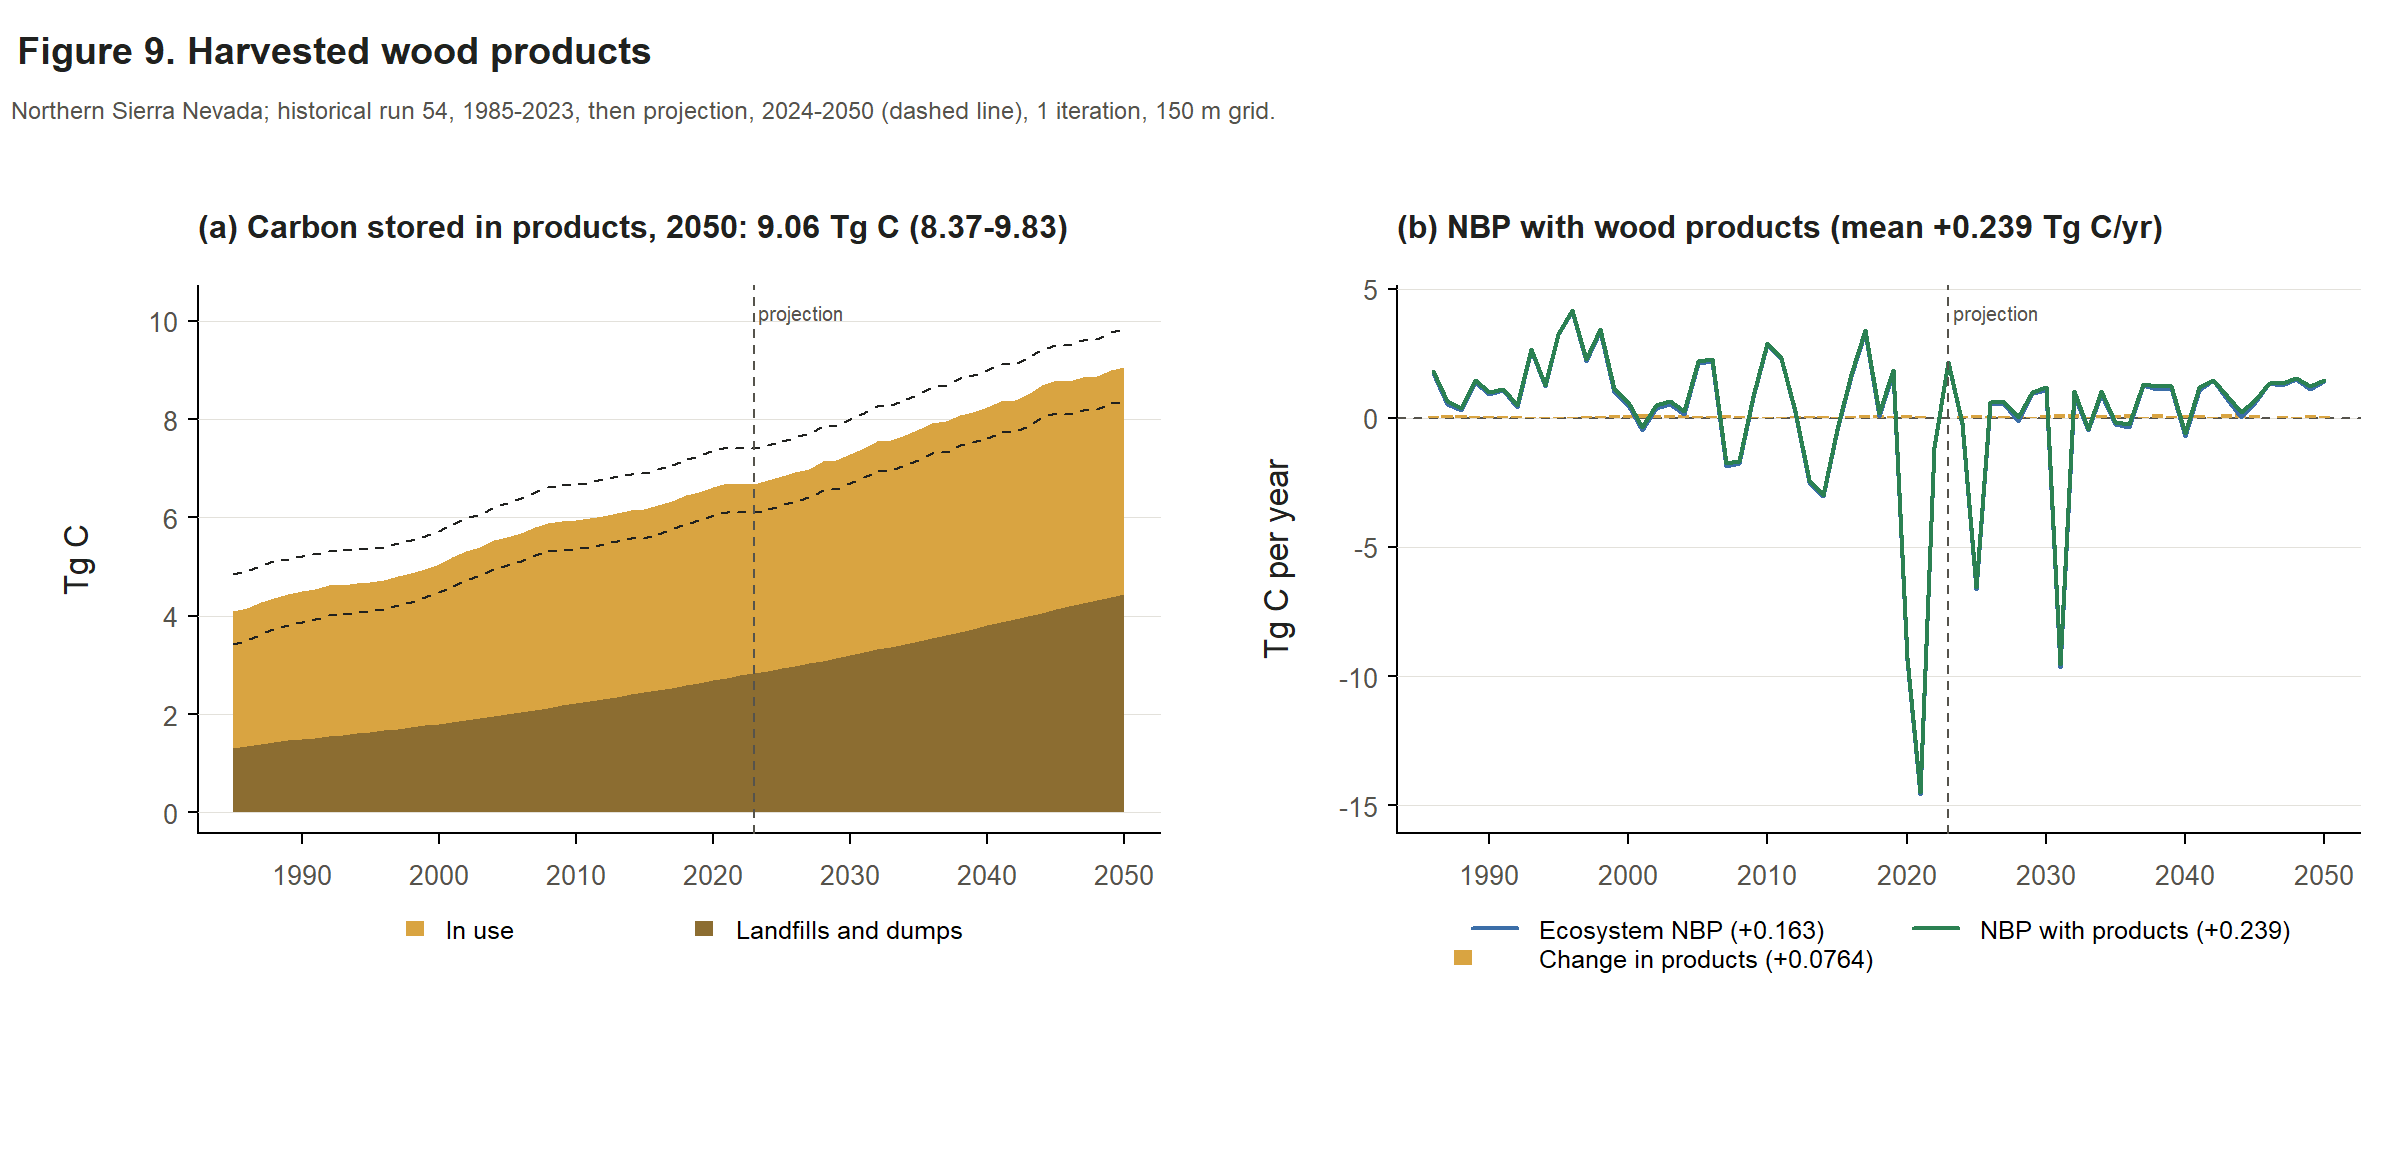 Figure 9. Harvested wood products
Northern Sierra Nevada; historical run 54, 1985-2023, then projection, 2024-2050 (dashed line), 1 iteration, 150 m grid.
(a) Carbon stored in products, 2050: 9.06 Tg C (8.37-9.83)
Tg C
10
8
6
4
2
0
projection
1990 2000 2010 2020 2030 2040 2050
In use Landfills and dumps
(b) NBP with wood products (mean +0.239 Tg C/yr)
Tg C per year
5
0
-5
-10
-15
projection
1990 2000 2010 2020 2030 2040 2050
Ecosystem NBP (+0.163) NBP with products (+0.239)
Change in products (+0.0764)